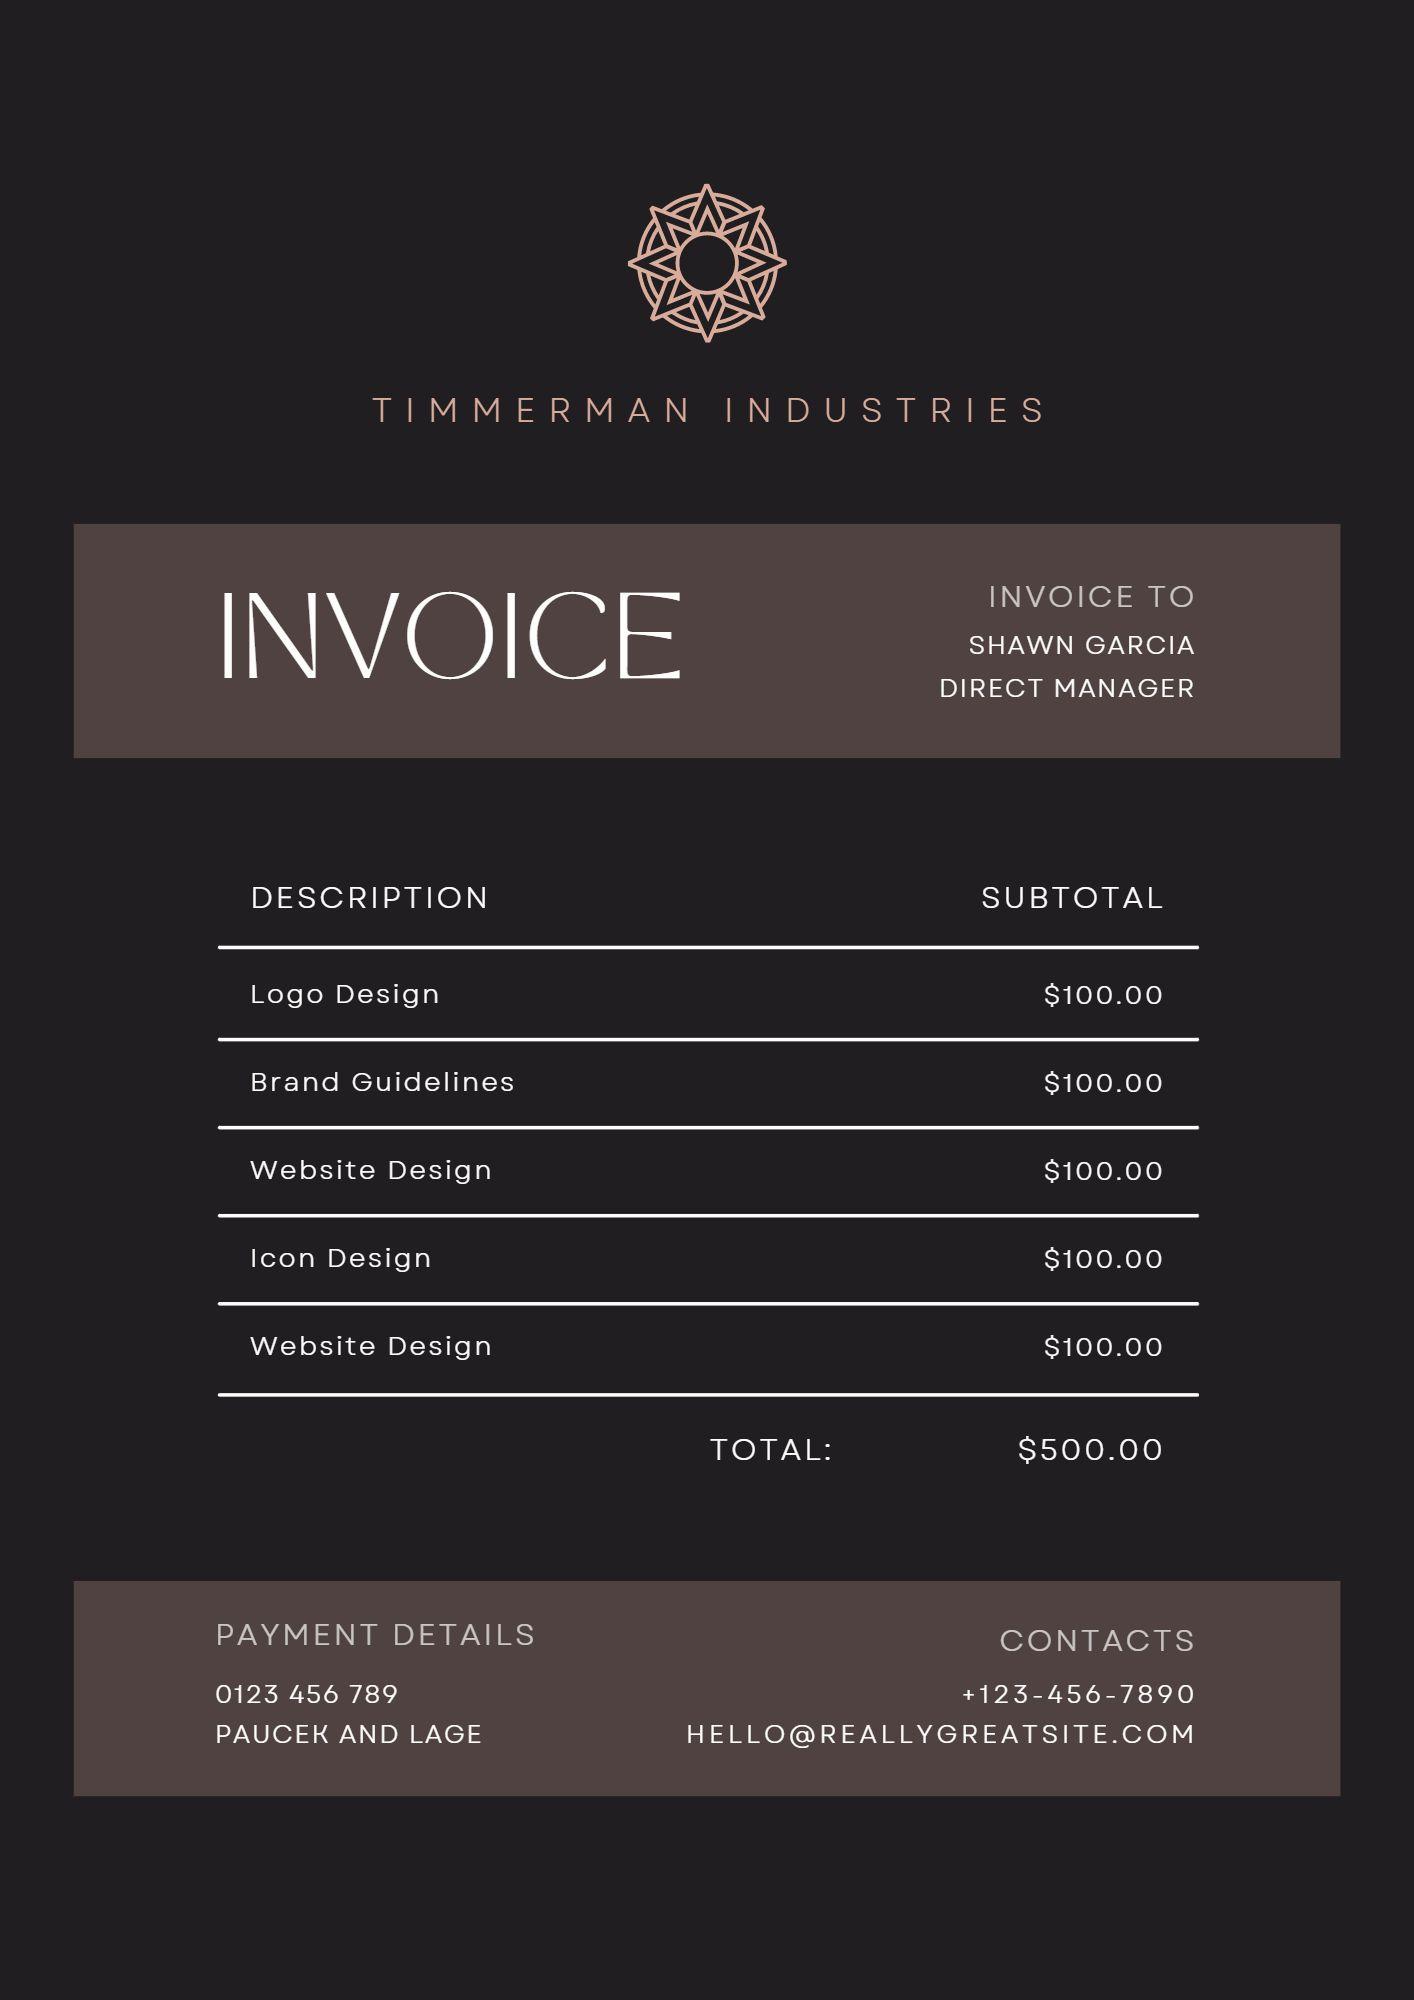 TIMMERMAN INDUSTRIES
INVOICE
INVOICE TO
SHAWN GARCIA
DIRECT MANAGER
DESCRIPTION SUBTOTAL
Logo Design $100.00
Brand Guidelines $100.00
Website Design $100.00
Icon Design $100.00
Website Design $100.00
TOTAL: $500.00
PAYMENT DETAILS
0123 456 789
PAUCEK AND LAGE
CONTACTS
+123-456-7890
HELLO@REALLYGREATSITE.COM